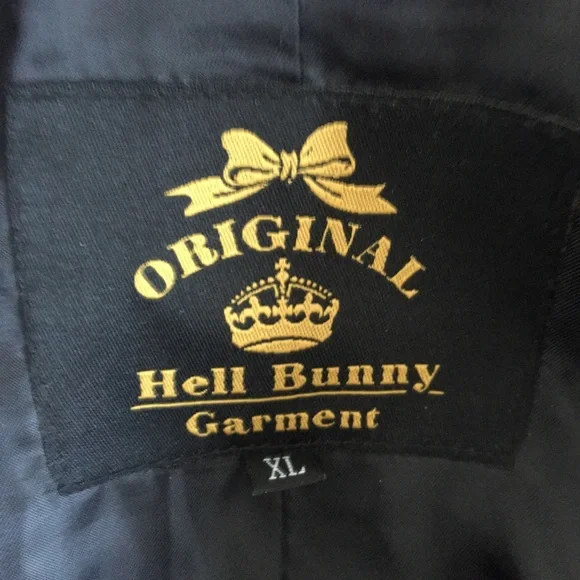 ORIGINAL
Hell Bunny
Garment
XL